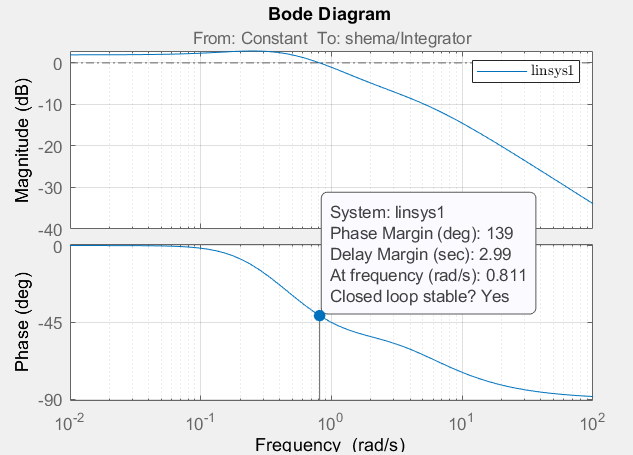 Bode Diagram
From: Constant To: shema/Integrator
Magnitude (dB)
0
-10
-20
-30
-40
linsys1
System: linsys1
Phase Margin (deg): 139
Delay Margin (sec): 2.99
At frequency (rad/s): 0.811
Closed loop stable? Yes
Phase (deg)
0
-45
-90
10^-2 10^-1 10^0 10^1 10^2
Frequency (rad/s)